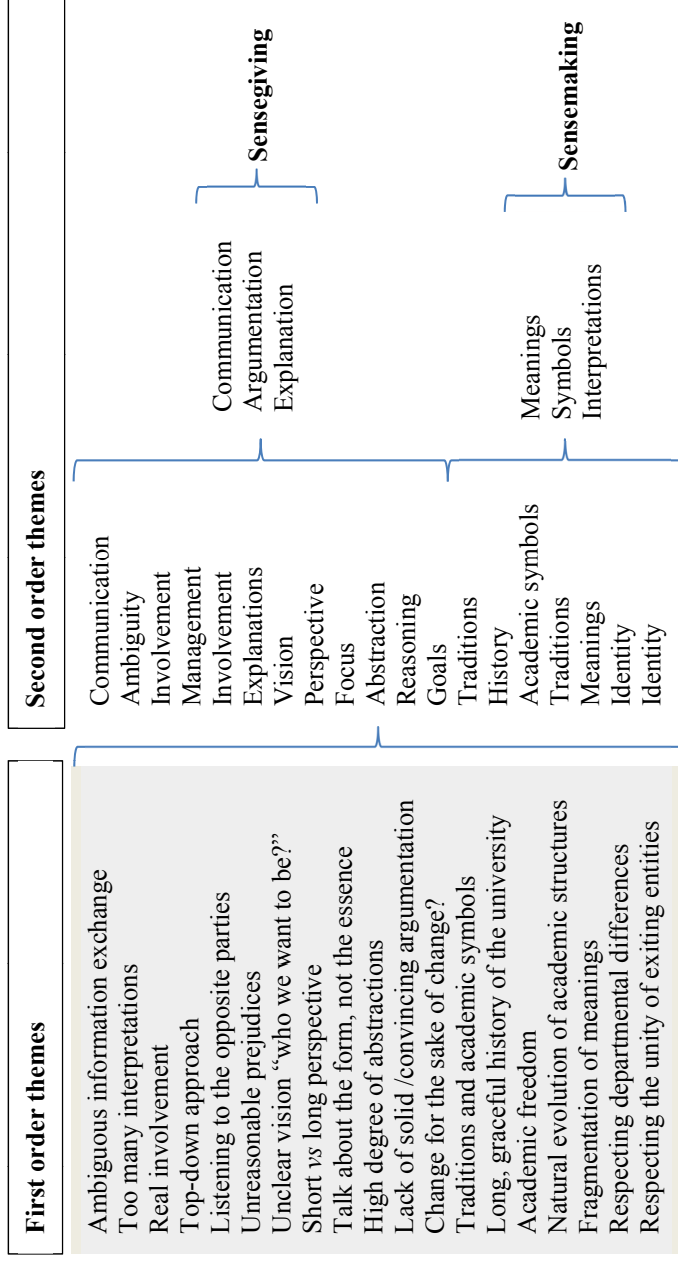 First order themes
Second order themes
Ambiguous information exchange
Too many interpretations
Real involvement
Top-down approach
Listening to the opposite parties
Unreasonable prejudices
Unclear vision “who we want to be?”
Short vs long perspective
Talk about the form, not the essence
High degree of abstractions
Lack of solid /convincing argumentation
Change for the sake of change?
Traditions and academic symbols
Long, graceful history of the university
Academic freedom
Natural evolution of academic structures
Fragmentation of meanings
Respecting departmental differences
Respecting the unity of exiting entities
Communication
Ambiguity
Involvement
Management
Involvement
Explanations
Vision
Perspective
Focus
Abstraction
Reasoning
Goals
Traditions
History
Academic symbols
Traditions
Meanings
Identity
Identity
Communication
Argumentation
Explanation
Meanings
Symbols
Interpretations
Sensegiving
Sensemaking